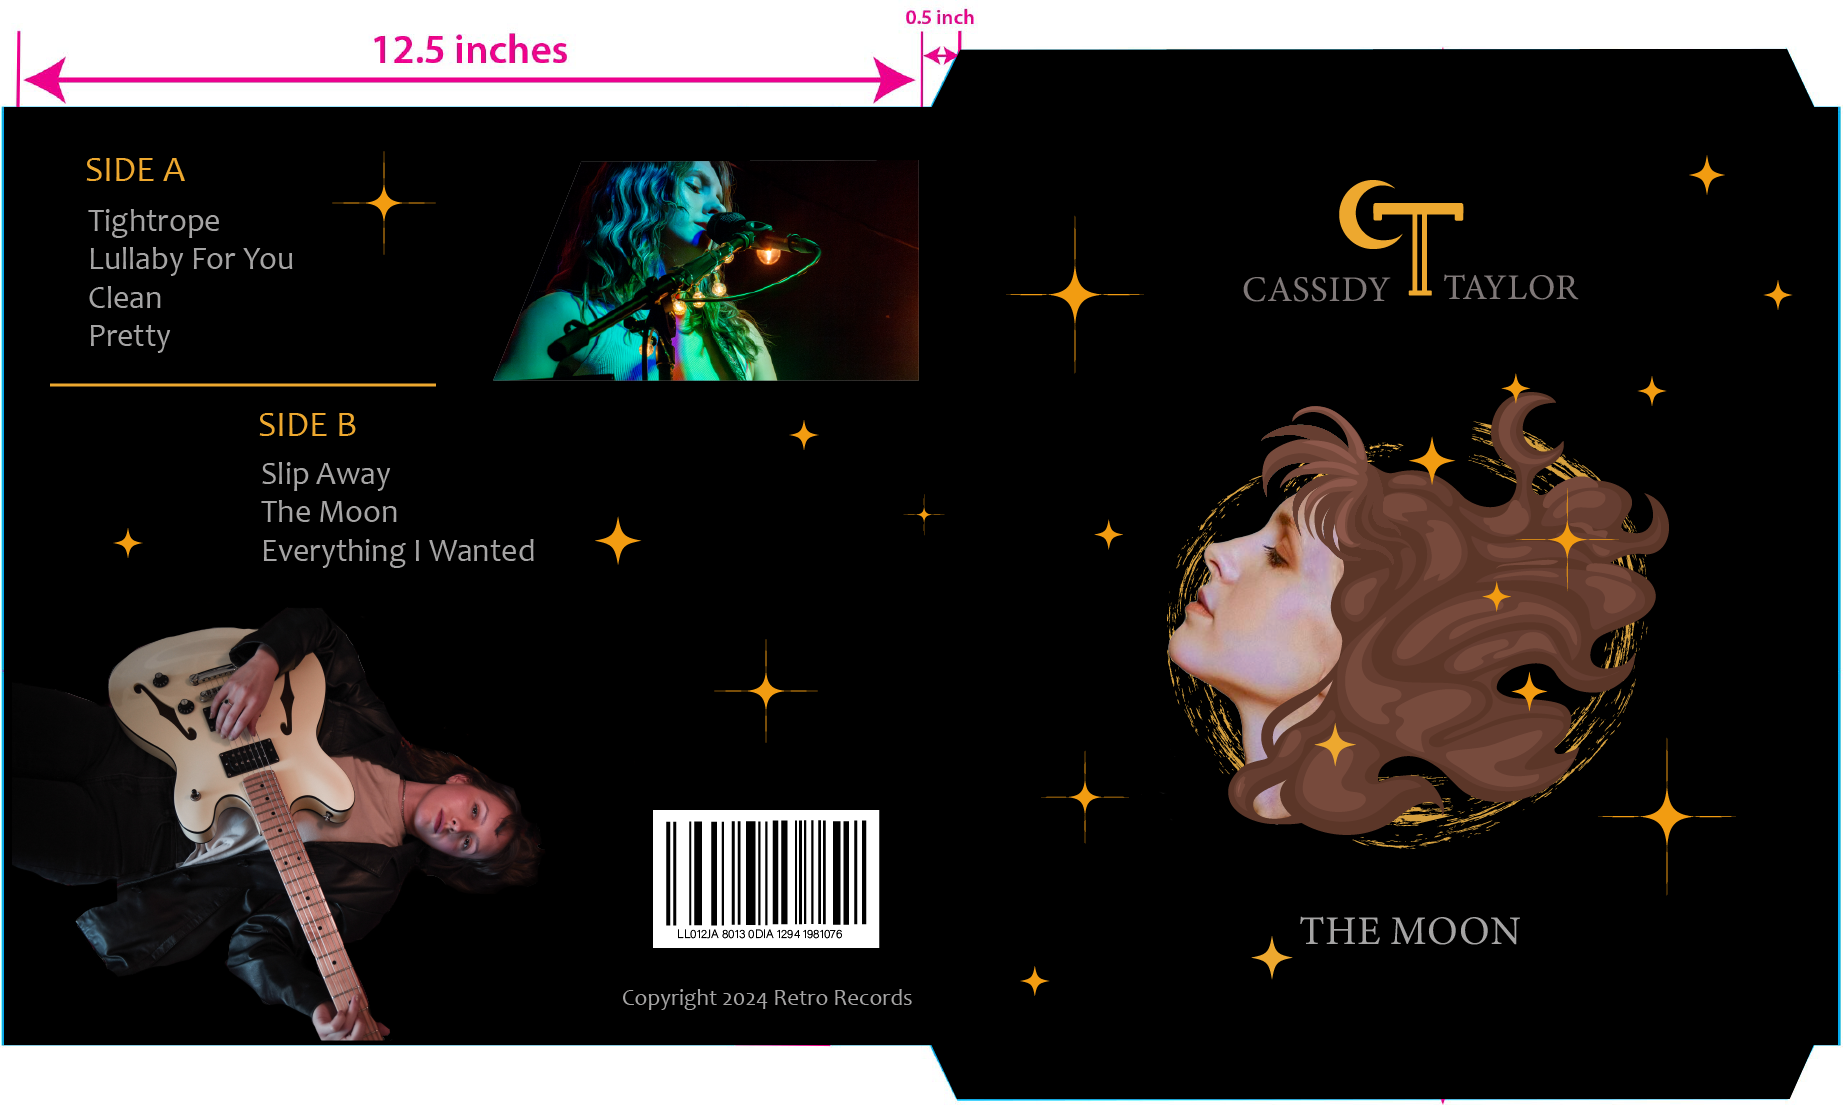 12.5 inches
0.5 inch
SIDE A
Tightrope
Lullaby For You
Clean
Pretty
SIDE B
Slip Away
The Moon
Everything I Wanted
LL012JA 8013 0DIA 1294 1981076
Copyright 2024 Retro Records
CT
CASSIDY TAYLOR
THE MOON